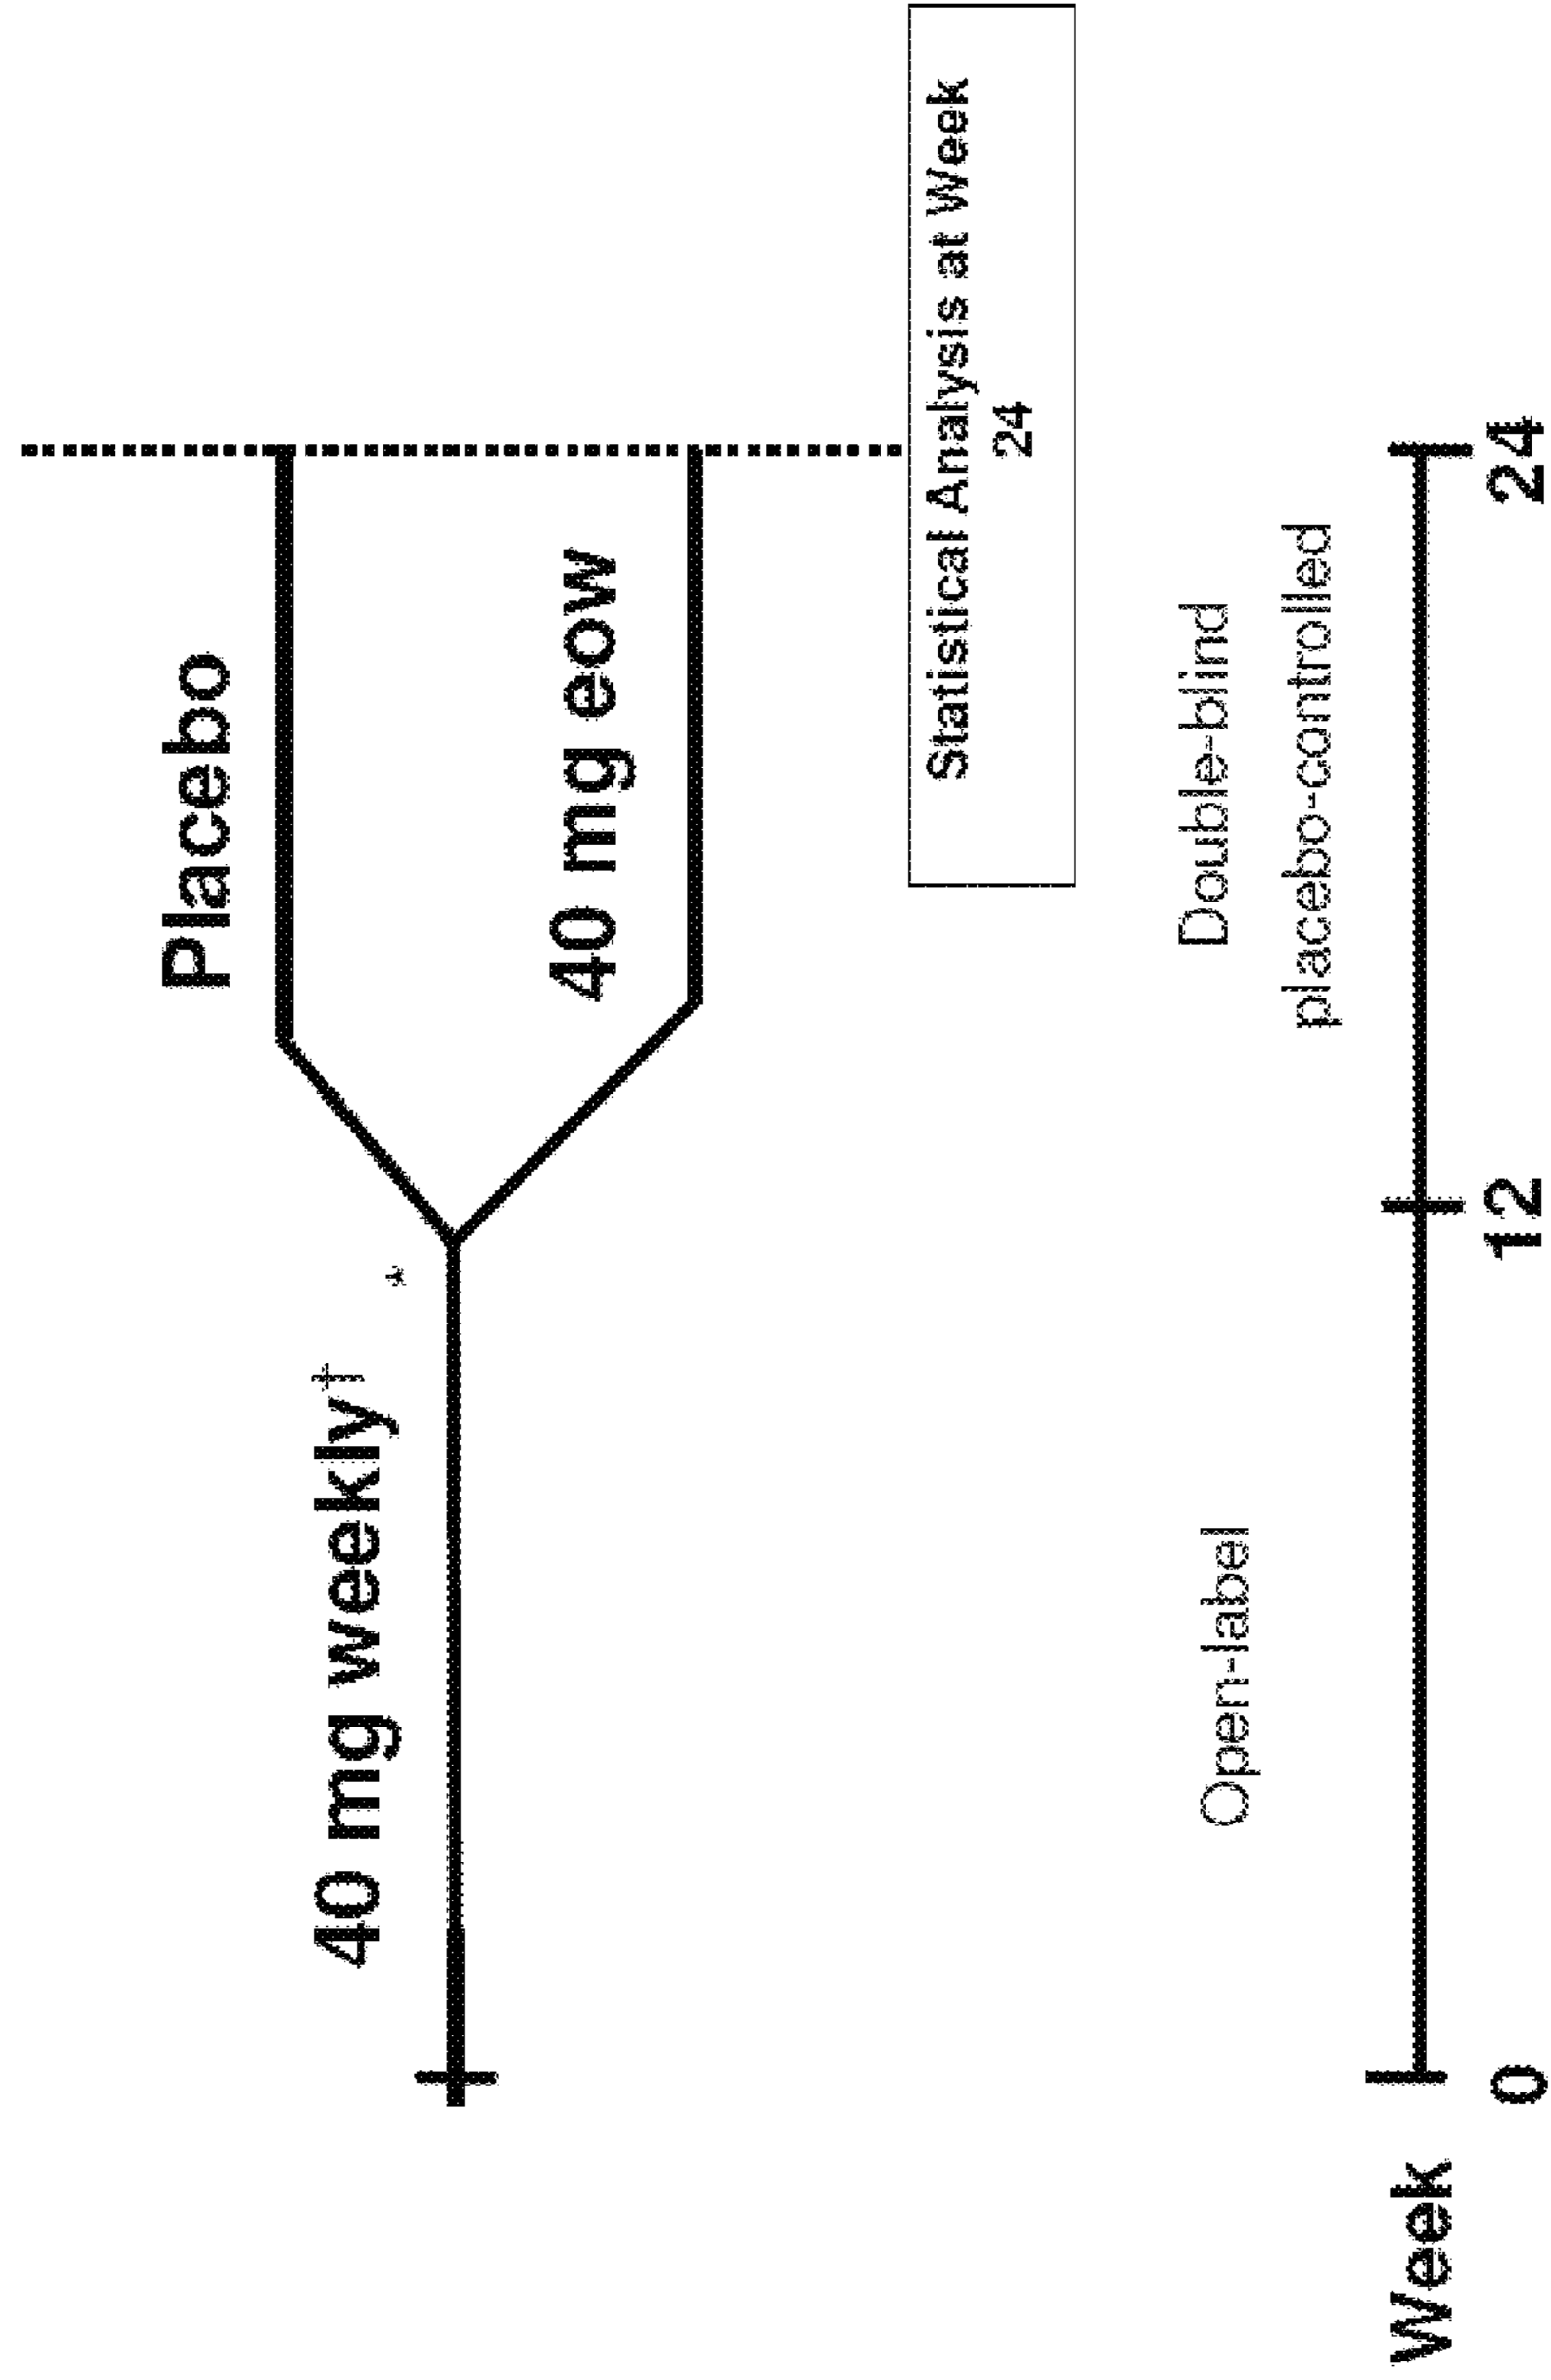 Placebo
40 mg weekly†
*
40 mg eow
Statistical Analysis at Week
24
Open-label
Double-blind
placebo-controlled
Week
0
12
24